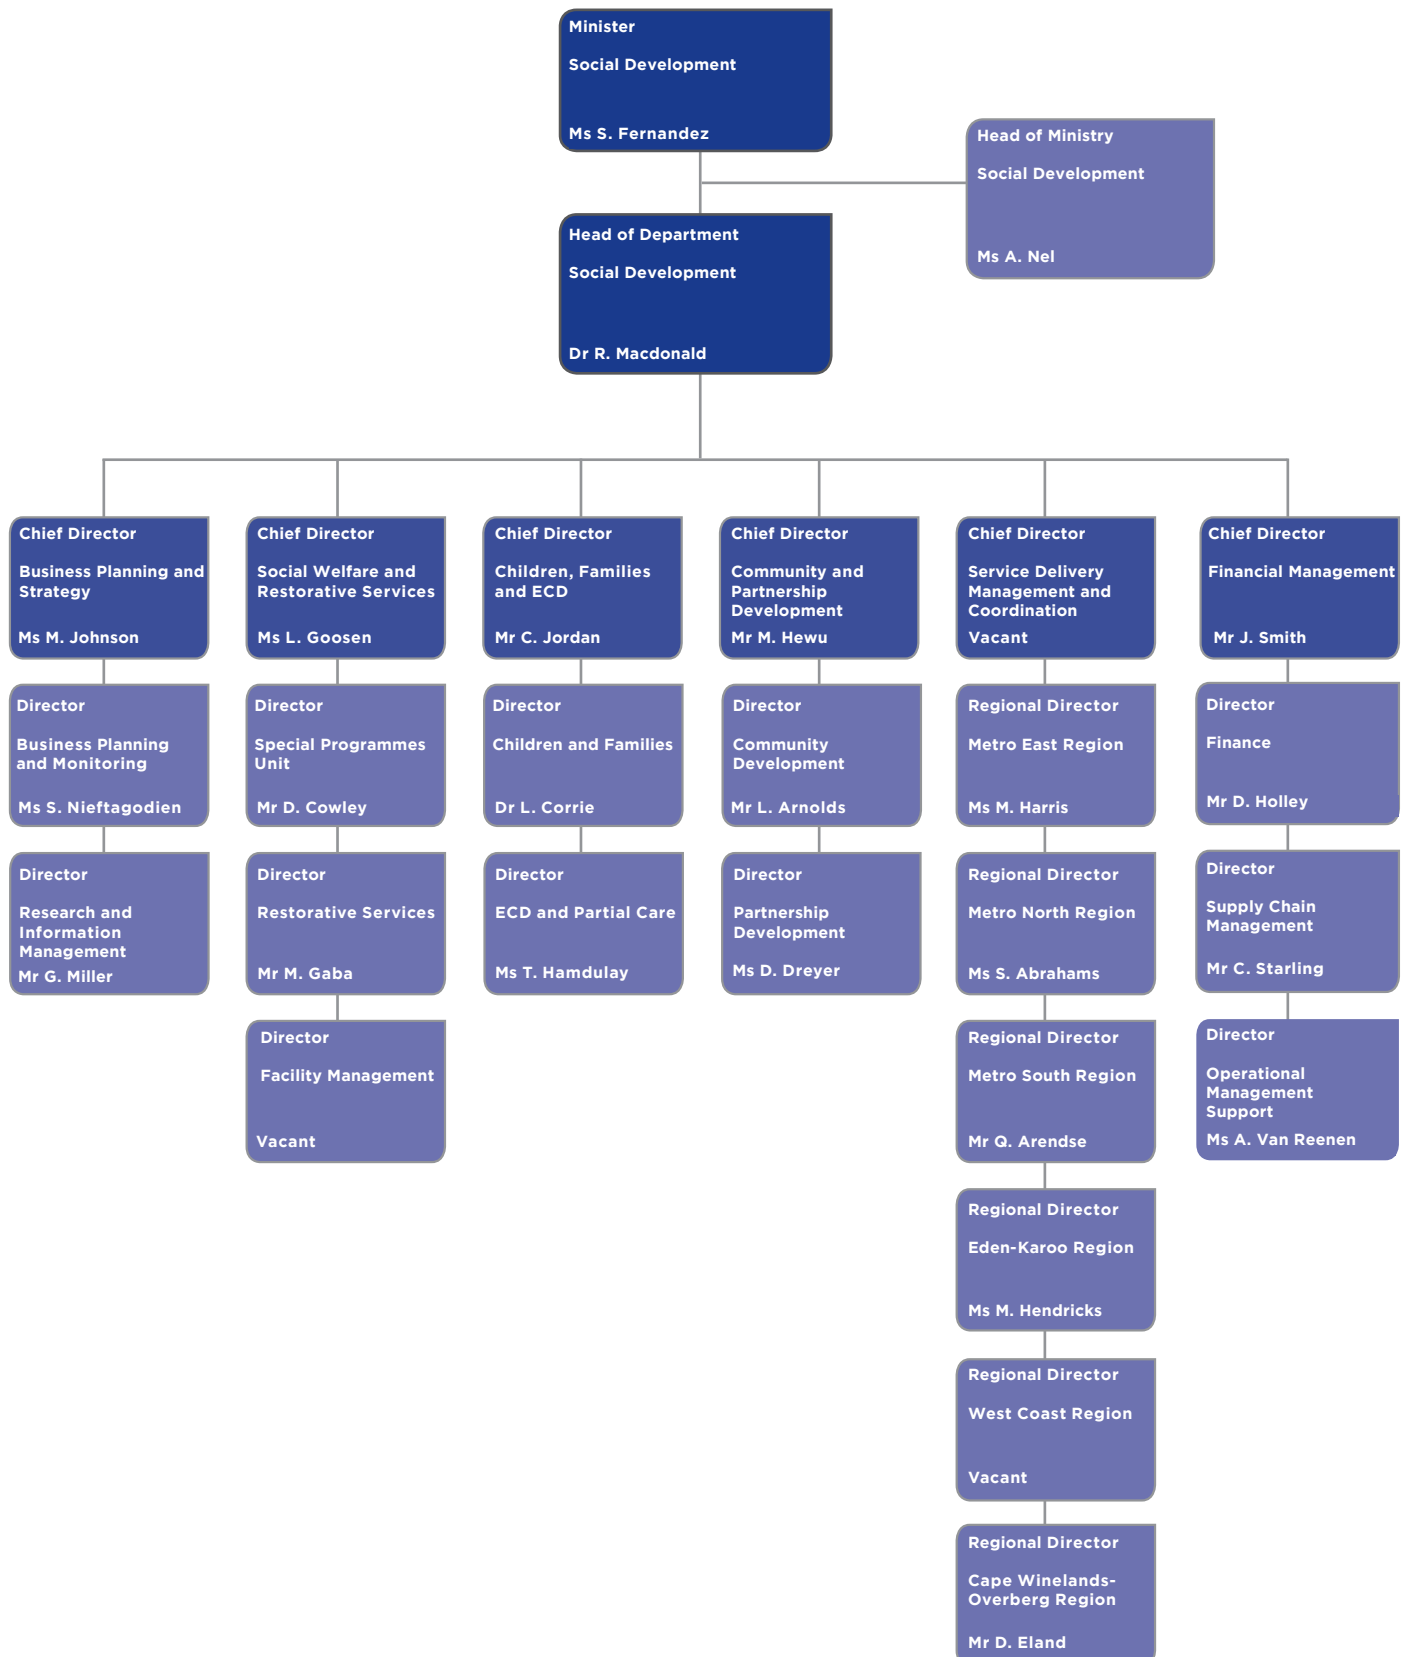 Minister
Social Development
Ms S. Fernandez
Head of Ministry
Social Development
Ms A. Nel
Head of Department
Social Development
Dr R. Macdonald
Chief Director
Business Planning and
Strategy
Ms M. Johnson
Director
Business Planning
and Monitoring
Ms S. Nieftagodien
Director
Research and
Information
Management
Mr G. Miller
Chief Director
Social Welfare and
Restorative Services
Ms L. Goosen
Director
Special Programmes
Unit
Mr D. Cowley
Director
Restorative Services
Mr M. Gaba
Director
Facility Management
Vacant
Chief Director
Children, Families
and ECD
Mr C. Jordan
Director
Children and Families
Dr L. Corrie
Director
ECD and Partial Care
Ms T. Hamdulay
Chief Director
Community and
Partnership
Development
Mr M. Hewu
Director
Community
Development
Mr L. Arnolds
Director
Partnership
Development
Ms D. Dreyer
Chief Director
Service Delivery
Management and
Coordination
Vacant
Regional Director
Metro East Region
Ms M. Harris
Regional Director
Metro North Region
Ms S. Abrahams
Regional Director
Metro South Region
Mr Q. Arendse
Regional Director
Eden-Karoo Region
Ms M. Hendricks
Regional Director
West Coast Region
Vacant
Regional Director
Cape Winelands-
Overberg Region
Mr D. Eland
Chief Director
Financial Management
Mr J. Smith
Director
Finance
Mr D. Holley
Director
Supply Chain
Management
Mr C. Starling
Director
Operational
Management
Support
Ms A. Van Reenen